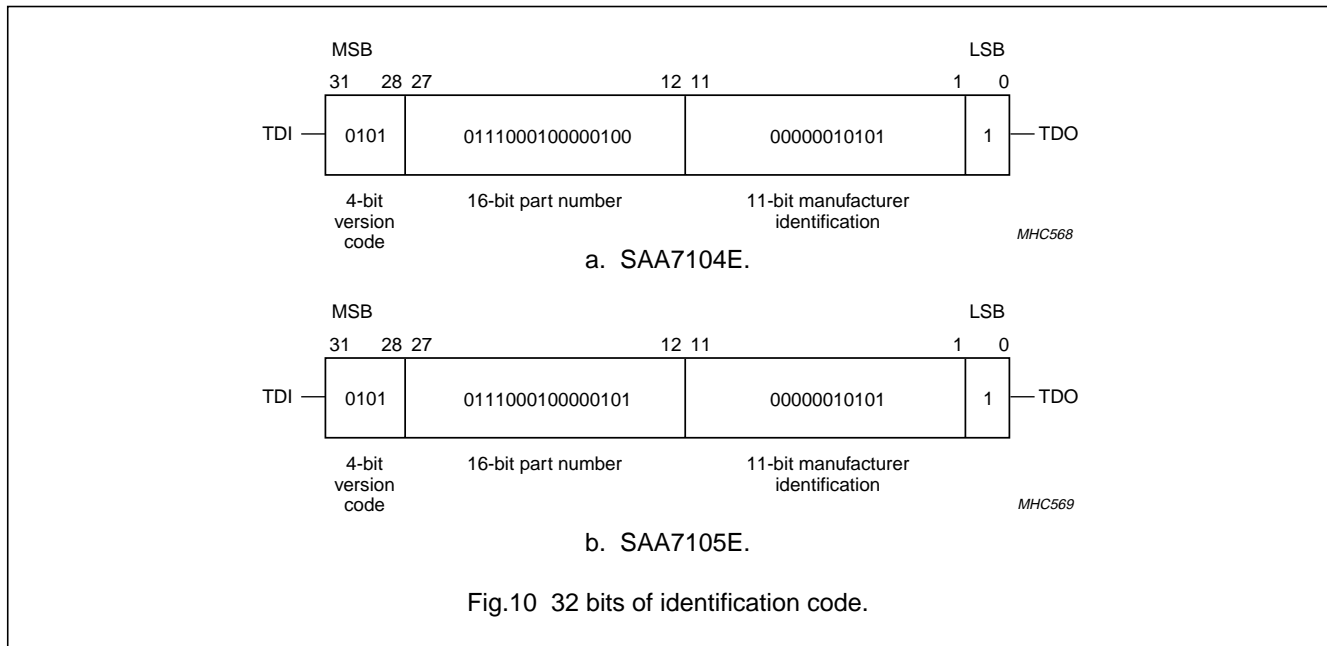 MSB LSB
31 28 27 12 11 1 0
TDI 0101 0111000100000100 00000010101 1 TDO
4-bit version code 16-bit part number 11-bit manufacturer identification
MHC568
a. SAA7104E.
MSB LSB
31 28 27 12 11 1 0
TDI 0101 0111000100000101 00000010101 1 TDO
4-bit version code 16-bit part number 11-bit manufacturer identification
MHC569
b. SAA7105E.
Fig.10 32 bits of identification code.